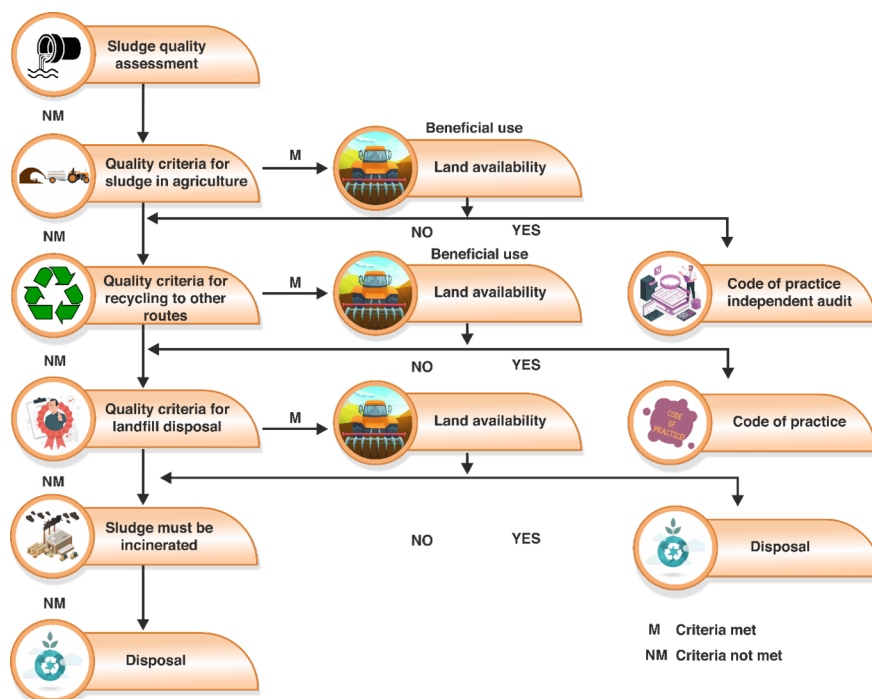 Sludge quality
assessment
NM
Beneficial use
Quality criteria for
sludge in agriculture
M
Land availability
NM
NO
YES
Beneficial use
Quality criteria for
recycling to other
routes
M
Land availability
Code of practice
independent audit
NM
NO
YES
Quality criteria for
landfill disposal
M
Land availability
CODE
OF
PRACTICE
Code of practice
NM
Sludge must be
incinerated
NO
YES
Disposal
NM
M Criteria met
Disposal
NM Criteria not met